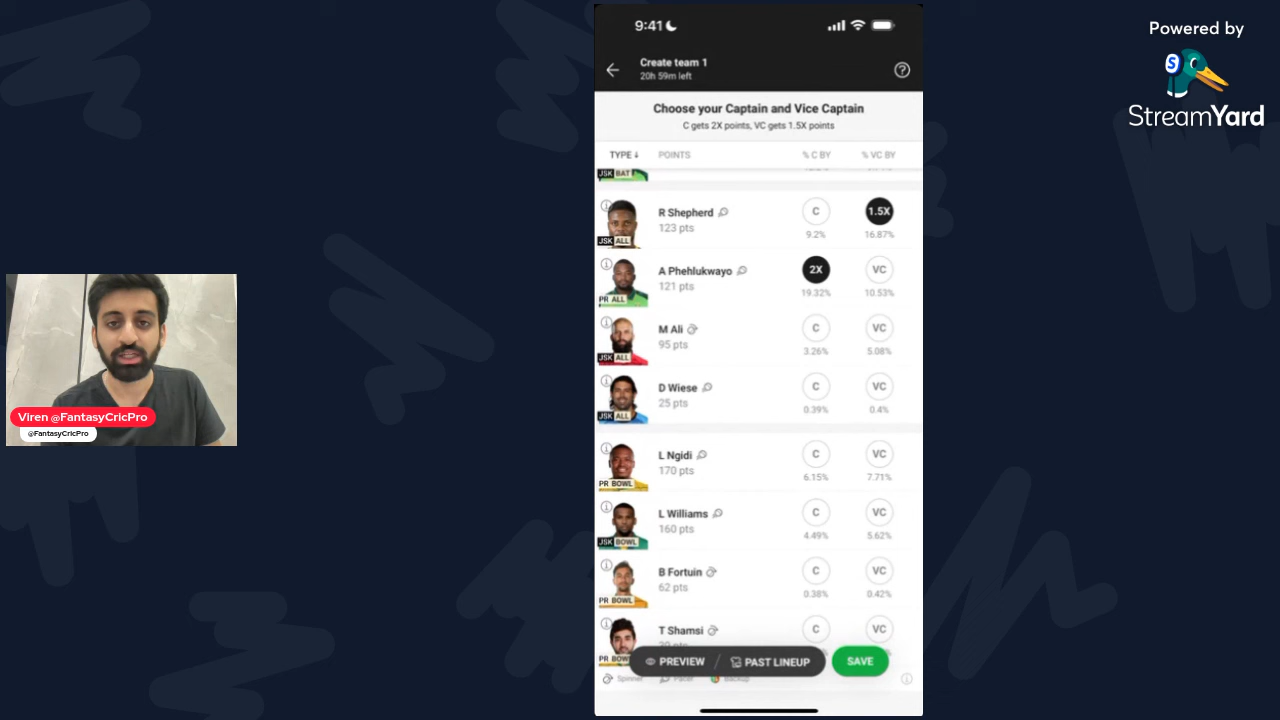 9:41
Create team 1
20h 59m left
Choose your Captain and Vice Captain
C gets 2X points, VC gets 1.5X points
TYPE ↓ POINTS % C BY % VC BY
JSK BAT
R Shepherd C 1.5X
123 pts 9.2% 16.87%
JSK ALL
A Phehlukwayo 2X VC
121 pts 19.32% 10.53%
PR ALL
M Ali C VC
95 pts 3.26% 5.08%
JSK ALL
D Wiese C VC
25 pts 0.39% 0.4%
JSK ALL
L Ngidi C VC
170 pts 6.15% 7.71%
PR BOWL
L Williams C VC
160 pts 4.49% 5.62%
JSK BOWL
B Fortuin C VC
62 pts 0.38% 0.42%
PR BOWL
T Shamsi C VC
PR BOWL
PREVIEW / PAST LINEUP SAVE
Spinner Pacer Backup
Viren @FantasyCricPro
@FantasyCricPro
Powered by
S
StreamYard